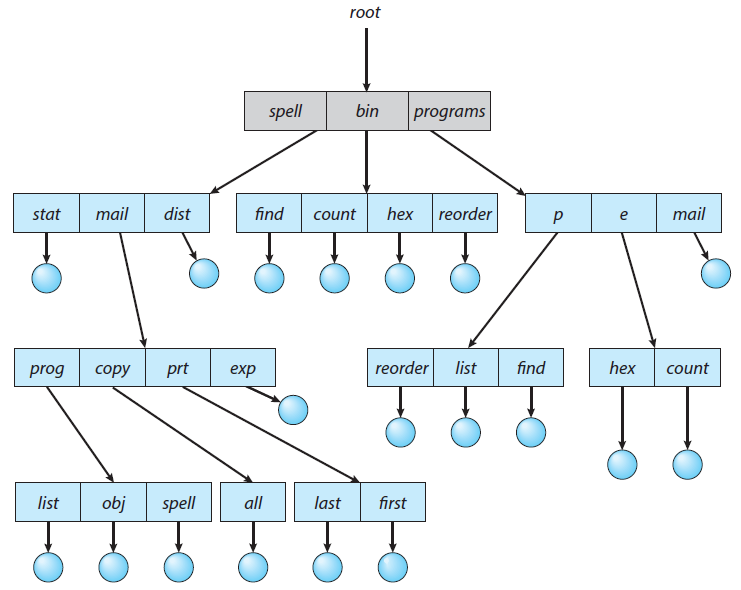 root
spell bin programs
stat mail dist find count hex reorder p e mail
prog copy prt exp reorder list find hex count
list obj spell all last first